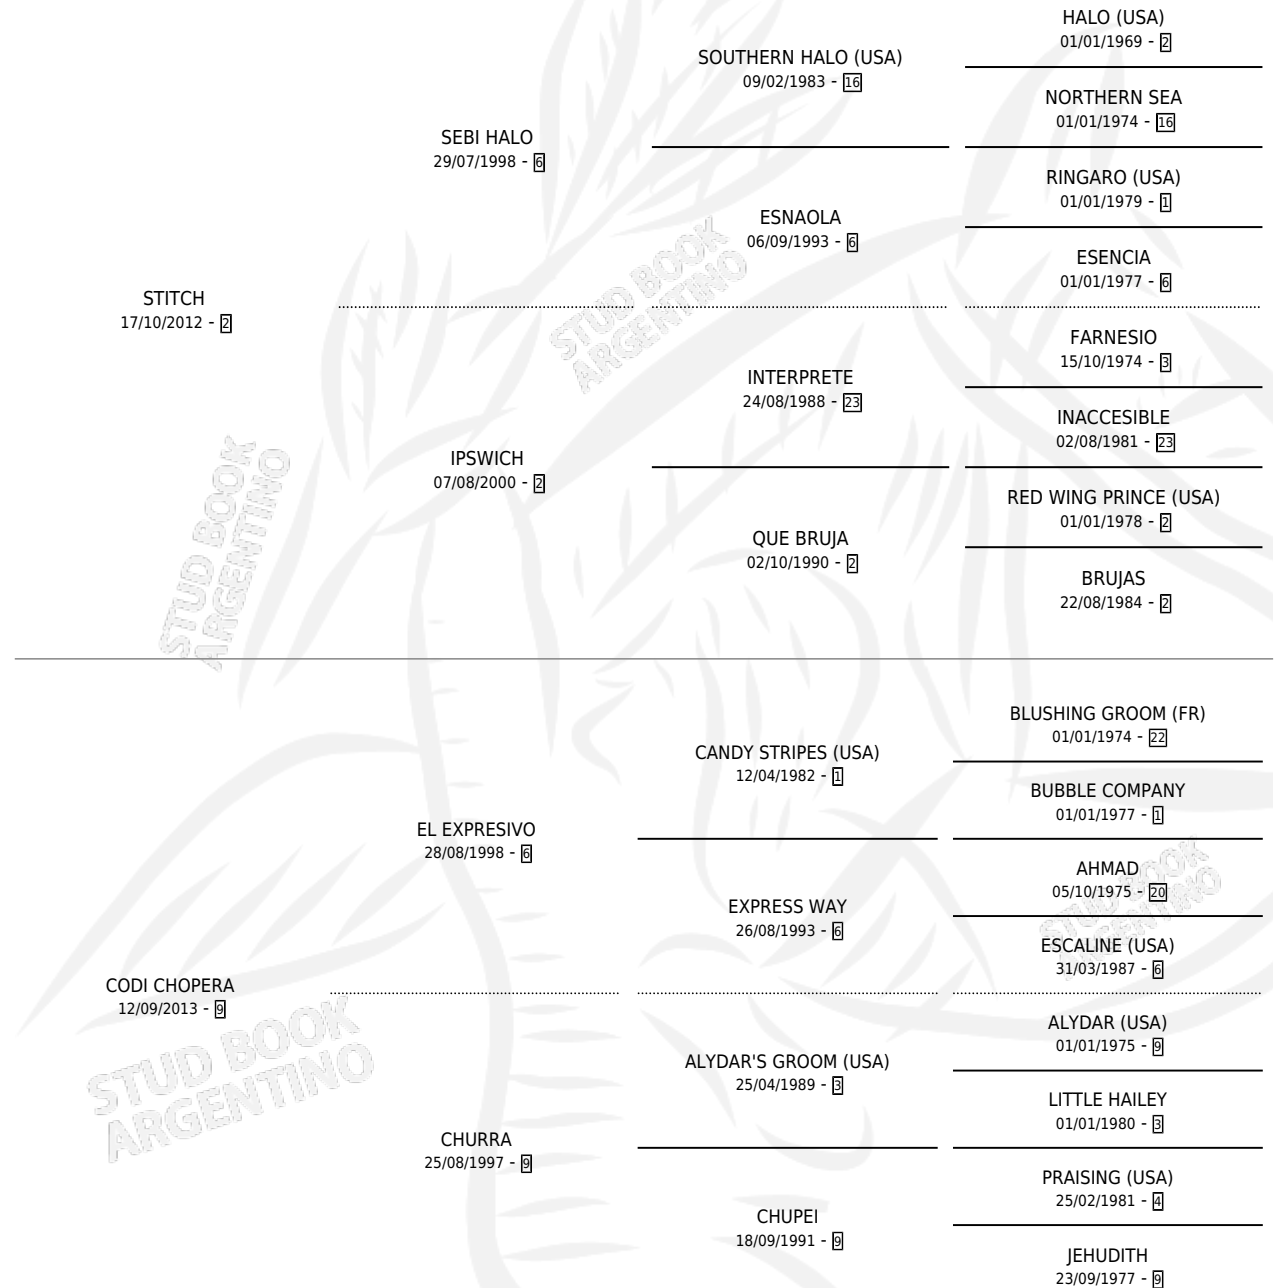 HALO (USA)
01/01/1969 - 2
SOUTHERN HALO (USA)
09/02/1983 - 16
NORTHERN SEA
01/01/1974 - 16
SEBI HALO
29/07/1998 - 6
RINGARO (USA)
01/01/1979 - 1
ESNAOLA
06/09/1993 - 6
ESENCIA
01/01/1977 - 6
STITCH
17/10/2012 - 2
FARNESIO
15/10/1974 - 3
INTERPRETE
24/08/1988 - 23
INACCESIBLE
02/08/1981 - 23
IPSWICH
07/08/2000 - 2
RED WING PRINCE (USA)
01/01/1978 - 2
QUE BRUJA
02/10/1990 - 2
BRUJAS
22/08/1984 - 2
BLUSHING GROOM (FR)
01/01/1974 - 22
CANDY STRIPES (USA)
12/04/1982 - 1
BUBBLE COMPANY
01/01/1977 - 1
EL EXPRESIVO
28/08/1998 - 6
AHMAD
05/10/1975 - 20
EXPRESS WAY
26/08/1993 - 6
ESCALINE (USA)
31/03/1987 - 6
CODI CHOPERA
12/09/2013 - 9
ALYDAR (USA)
01/01/1975 - 9
ALYDAR'S GROOM (USA)
25/04/1989 - 3
LITTLE HAILEY
01/01/1980 - 3
CHURRA
25/08/1997 - 9
PRAISING (USA)
25/02/1981 - 4
CHUPEI
18/09/1991 - 9
JEHUDITH
23/09/1977 - 9
STUD BOOK
ARGENTINO
STUD BOOK
ARGENTINO
STUD BOOK
ARGENTINO
STUD BOOK
ARGENTINO